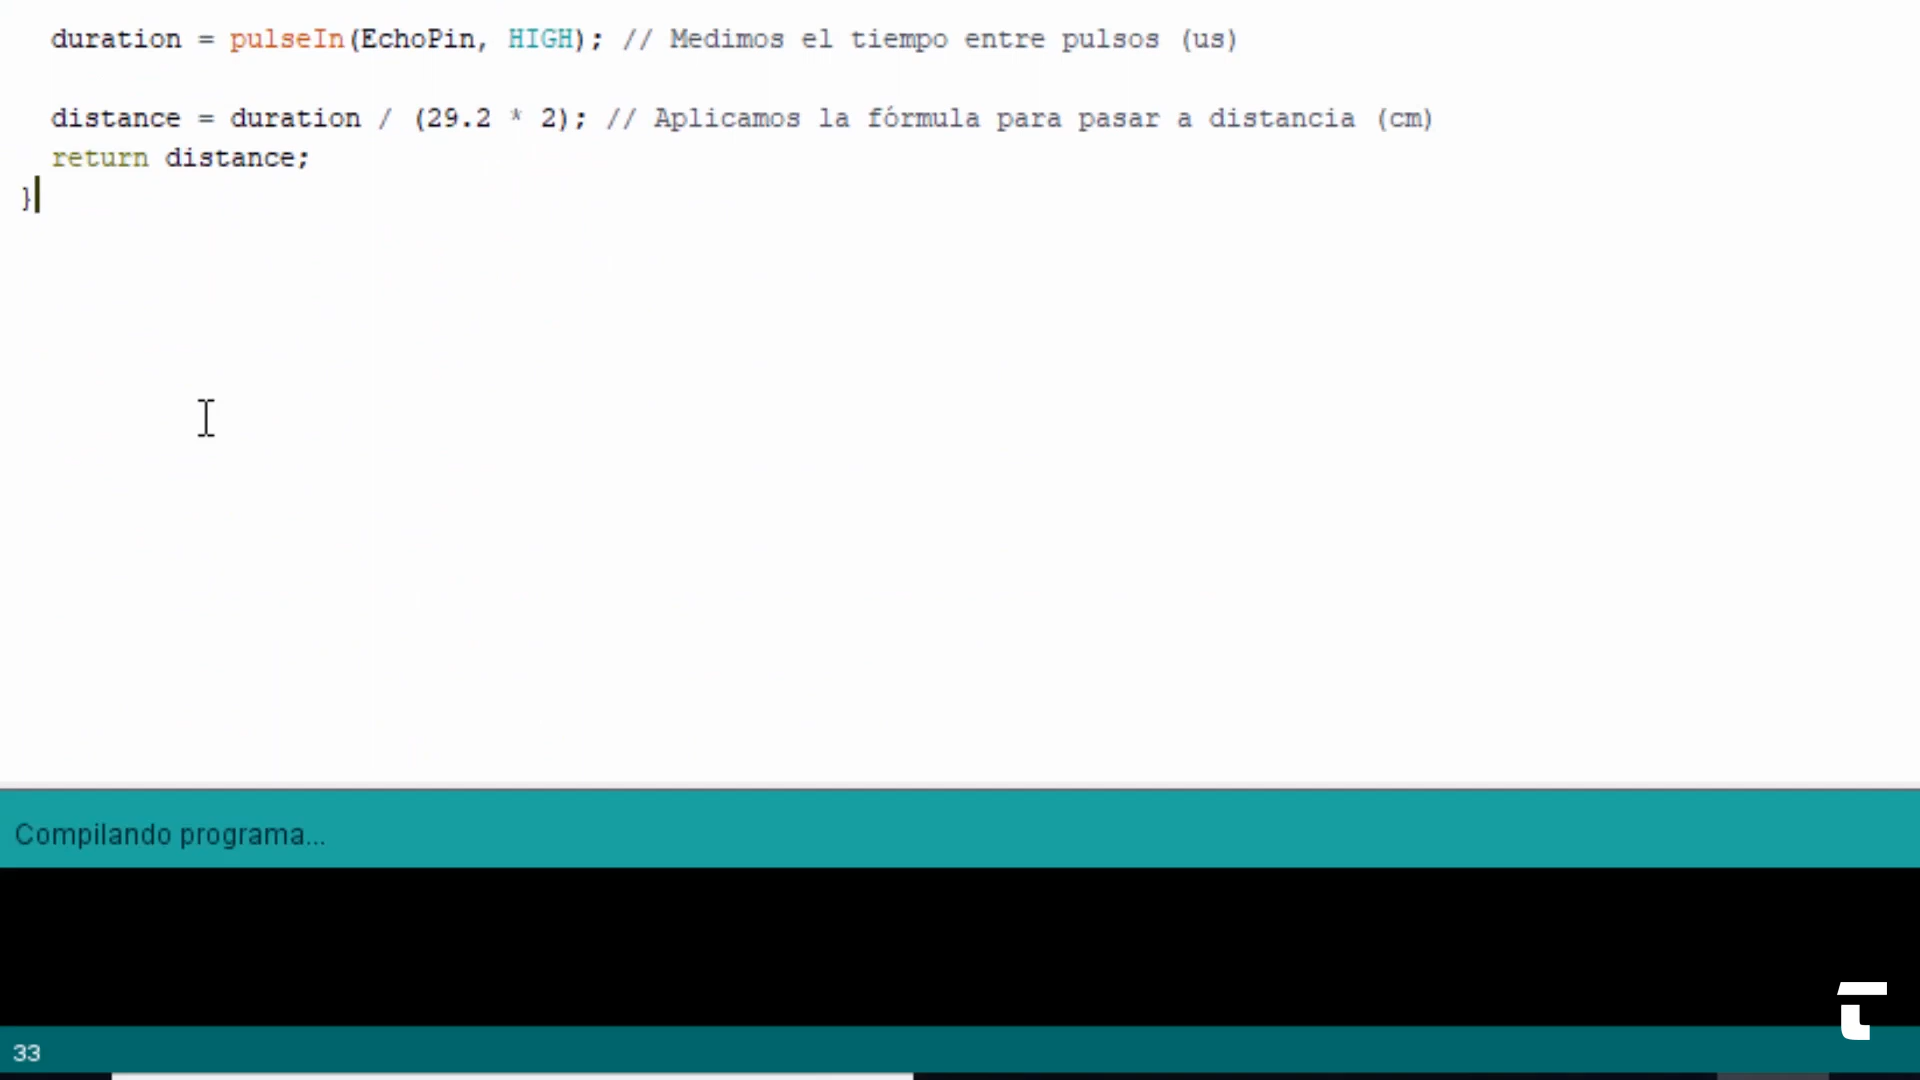 duration = pulseIn(EchoPin, HIGH); // Medimos el tiempo entre pulsos (us)
distance = duration / (29.2 * 2); // Aplicamos la fórmula para pasar a distancia (cm)
return distance;
}
Compilando programa...
33